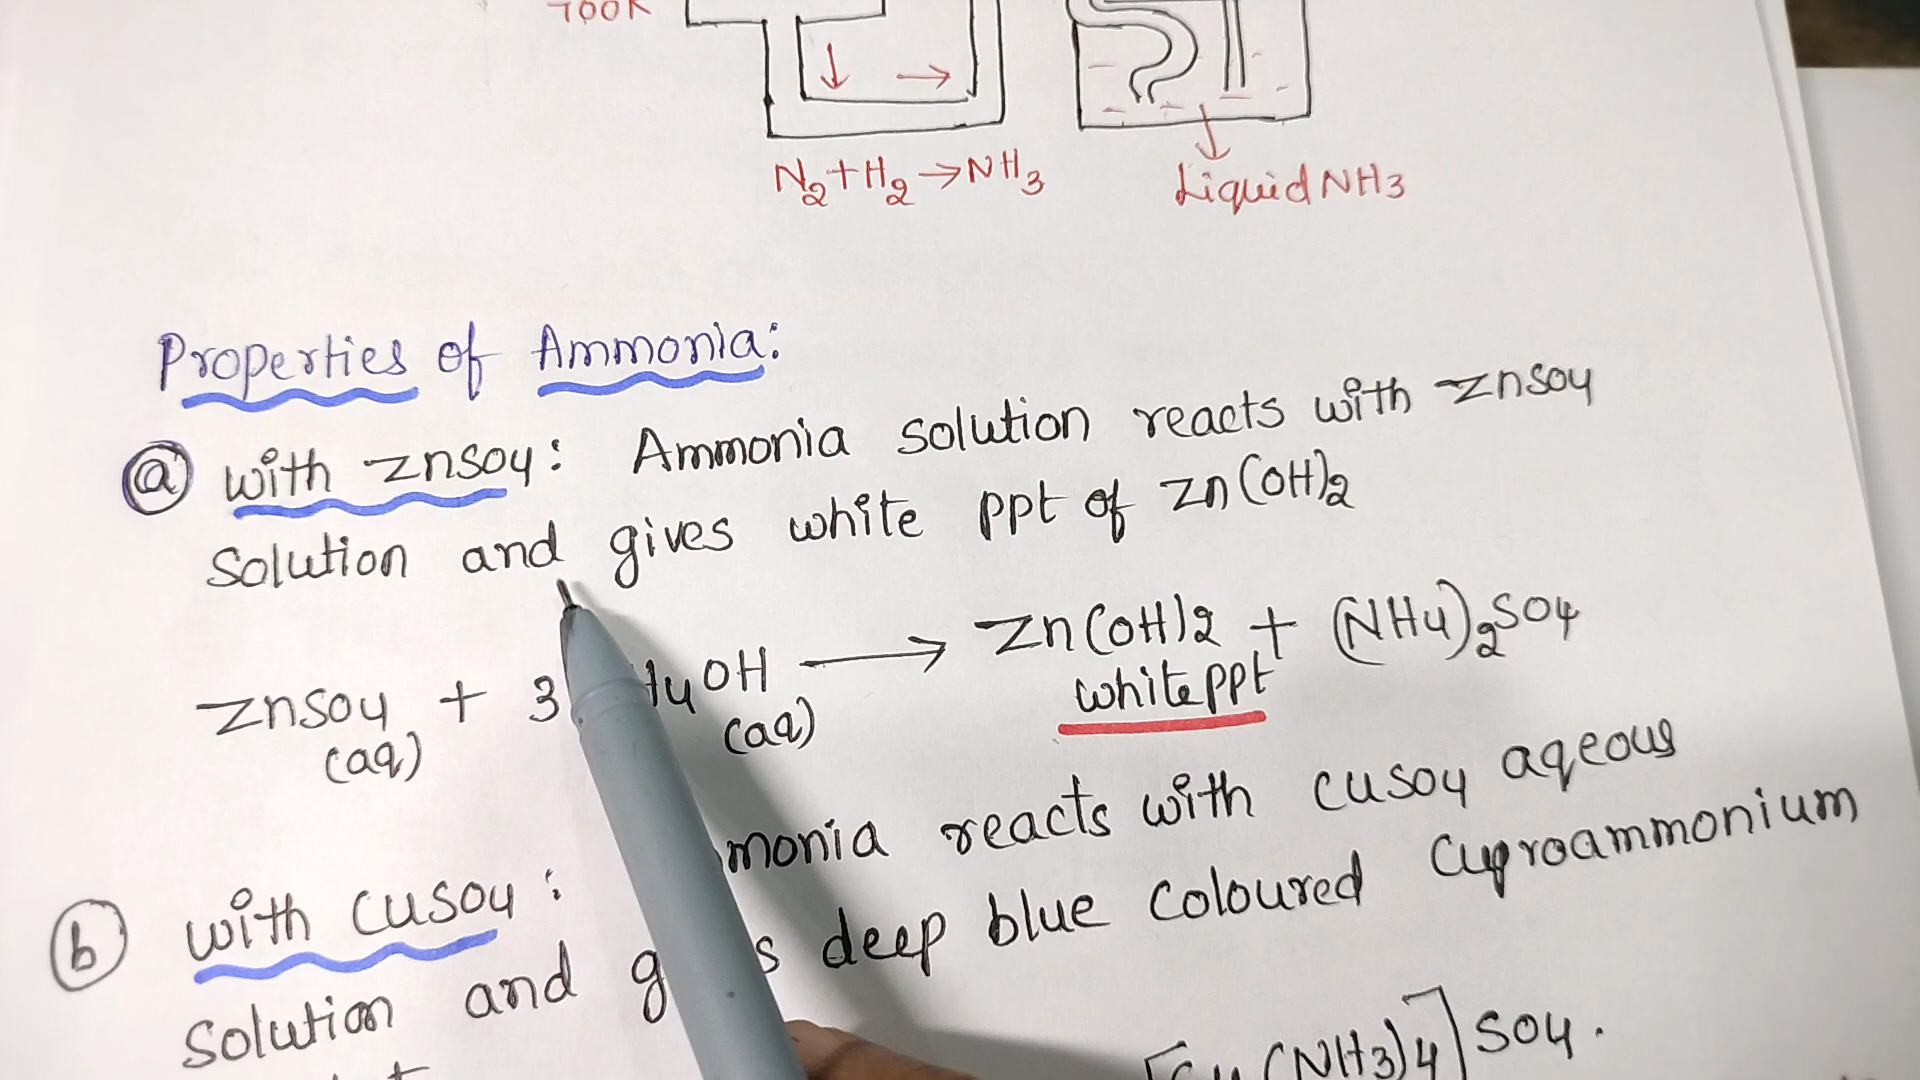 700K
N2+H2→NH3
Liquid NH3
Properties of Ammonia:
(a) with ZnSO4: Ammonia solution reacts with ZnSO4
solution and gives white ppt of Zn(OH)2
ZnSO4 + 3 H4OH → Zn(OH)2 + (NH4)2SO4
(aq) (aq) white ppt
(b) with CuSO4: monia reacts with CuSO4 aqeous
solution and g s deep blue coloured Cuproammonium
[Cu(NH3)4]SO4.